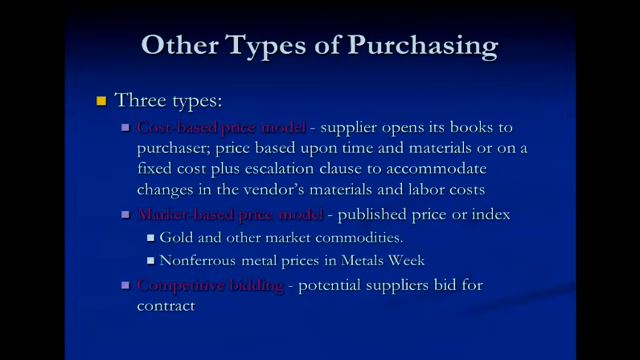 Other Types of Purchasing
Three types:
Cost-based price model - supplier opens its books to
purchaser; price based upon time and materials or on a
fixed cost plus escalation clause to accommodate
changes in the vendor's materials and labor costs
Market-based price model - published price or index
Gold and other market commodities.
Nonferrous metal prices in Metals Week
Competitive bidding - potential suppliers bid for
contract